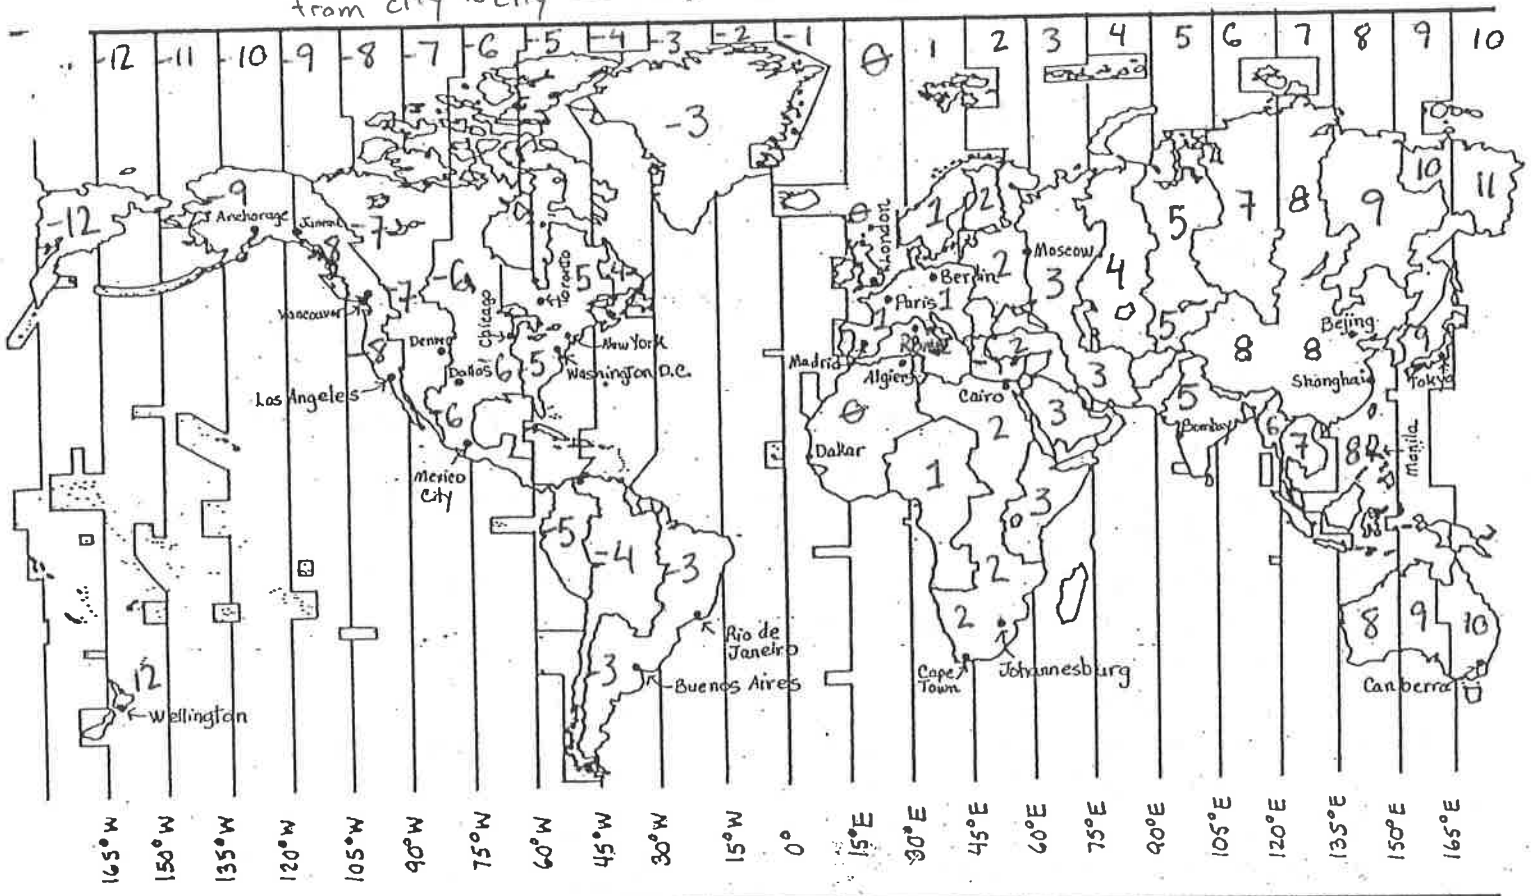 from city to city
-12 -11 -10 -9 -8 -7 -6 -5 -4 -3 -2 -1 0 1 2 3 4 5 6 7 8 9 10
-3
-12
-9
Anchorage
Juneau
-8
-7
-7
-6
5
-4
Toronto
Chicago
Vancouver
8
Denver
Dallas
6
-5
New York
Washington D.C.
Los Angeles
6
Mexico
City
-5
-4
-3
-3
Rio de
Janeiro
Buenos Aires
12
Wellington
0
London
1
2
Moscow
2
3
4
5
7
8
9
10
11
Berlin
Paris
1
1
Rome
Madrid
Algiers
2
Cairo
3
3
5
5
8
8
Beijing
9
Shanghai
Tokyo
Bombay
6
7
8
Manila
8
0
Dakar
1
2
3
2
2
Cape
Town
Johannesburg
8
9
10
Canberra
165°W 150°W 135°W 120°W 105°W 90°W 75°W 60°W 45°W 30°W 15°W 0° 15°E 30°E 45°E 60°E 75°E 90°E 105°E 120°E 135°E 150°E 165°E